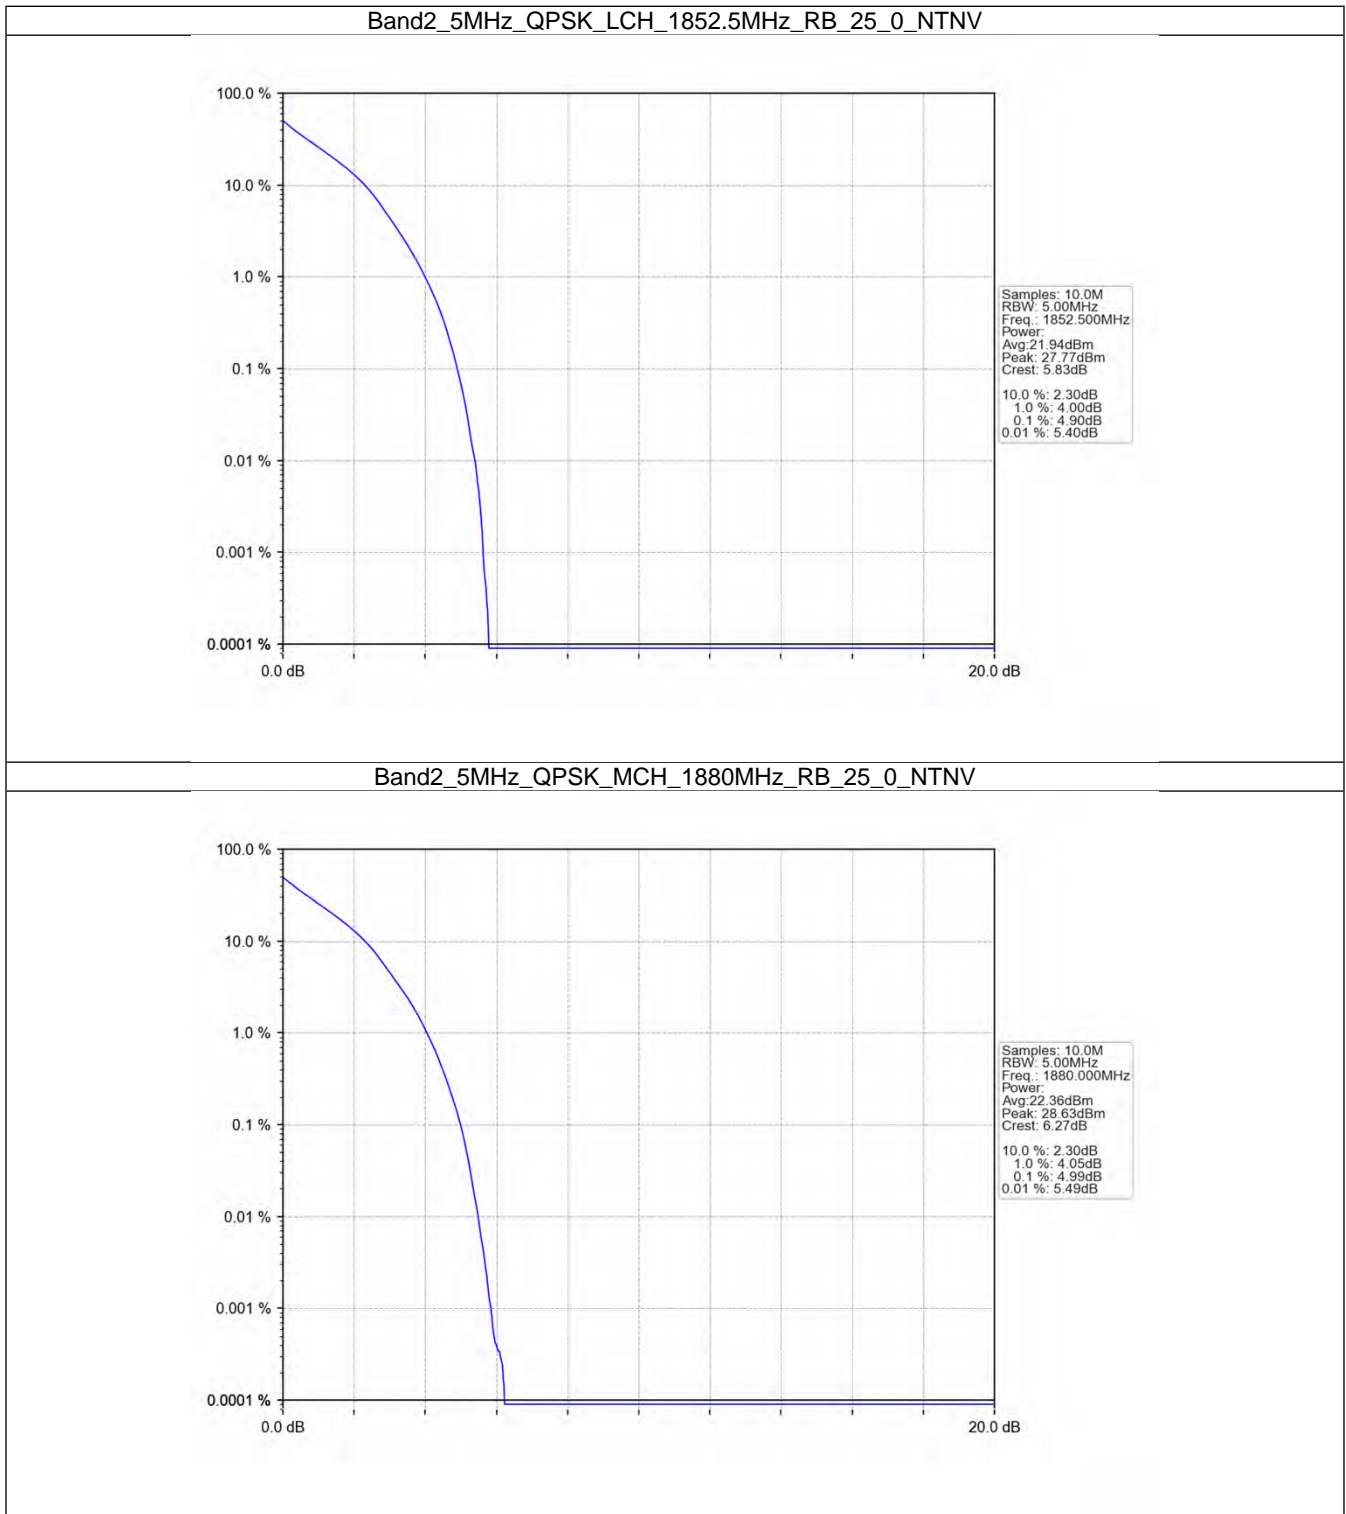 Band2_5MHz_QPSK_LCH_1852.5MHz_RB_25_0_NTNV
100.0 %
10.0 %
1.0 %
0.1 %
0.01 %
0.001 %
0.0001 %
0.0 dB
20.0 dB
Samples: 10.0M
RBW: 5.00MHz
Freq.: 1852.500MHz
Power:
Avg:21.94dBm
Peak: 27.77dBm
Crest: 5.83dB
10.0 %: 2.30dB
1.0 %: 4.00dB
0.1 %: 4.90dB
0.01 %: 5.40dB
Band2_5MHz_QPSK_MCH_1880MHz_RB_25_0_NTNV
100.0 %
10.0 %
1.0 %
0.1 %
0.01 %
0.001 %
0.0001 %
0.0 dB
20.0 dB
Samples: 10.0M
RBW: 5.00MHz
Freq.: 1880.000MHz
Power:
Avg:22.36dBm
Peak: 28.63dBm
Crest: 6.27dB
10.0 %: 2.30dB
1.0 %: 4.05dB
0.1 %: 4.99dB
0.01 %: 5.49dB